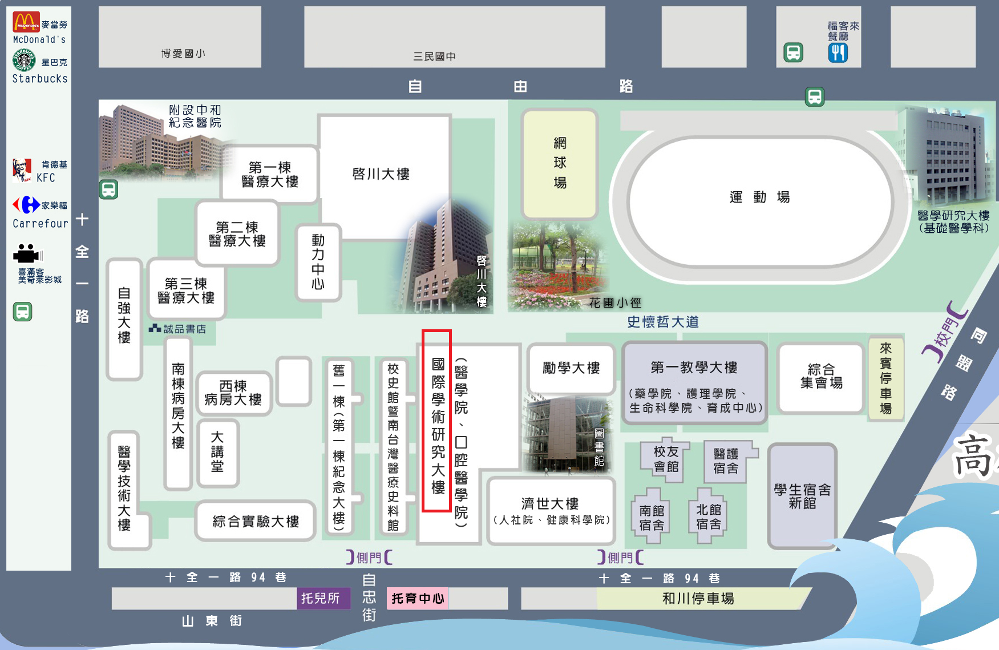 McDonald's
麥當勞
McDonald's
STARBUCKS COFFEE
星巴克
Starbucks
肯德基
KFC
KFC
家樂福
Carrefour
喜滿客
美奇萊影城
十全一路
博愛國小
三民國中
福客來
餐廳
自由路
附設中和
紀念醫院
第一棟
醫療大樓
啓川大樓
第二棟
醫療大樓
動力中心
第三棟
醫療大樓
自強大樓
誠品書店
啓川大樓
網球場
運動場
醫學研究大樓
(基礎醫學科)
花圃小徑
史懷哲大道
校門
同盟路
南棟病房大樓
西棟
病房大樓
大講堂
醫學技術大樓
綜合實驗大樓
舊一棟(第一棟紀念大樓)
校史館暨南台灣醫療史料館
國際學術研究大樓
(醫學院、口腔醫學院)
勵學大樓
圖書館
濟世大樓
(人社院、健康科學院)
第一教學大樓
(藥學院、護理學院、
生命科學院、育成中心)
綜合
集會場
來賓停車場
校友
會館
醫護
宿舍
南館
宿舍
北館
宿舍
學生宿舍
新館
高
側門
側門
十全一路94巷
十全一路94巷
托兒所
自忠街
托育中心
和川停車場
山東街